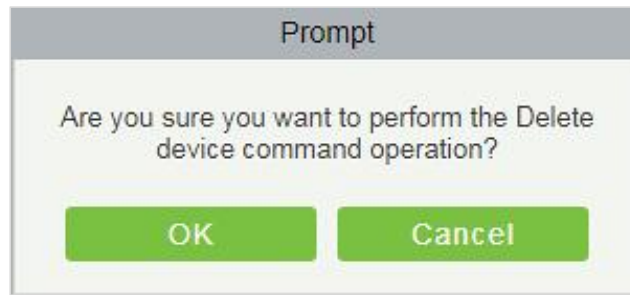 Prompt
Are you sure you want to perform the Delete
device command operation?
OK
Cancel